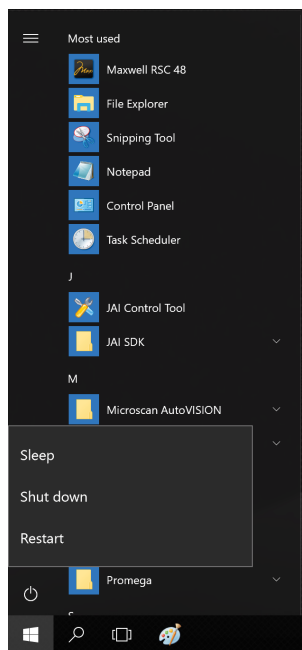 Most used
Maxwell RSC 48
File Explorer
Snipping Tool
Notepad
Control Panel
Task Scheduler
J
JAI Control Tool
JAI SDK
M
Microscan AutoVISION
Sleep
Shut down
Restart
Promega